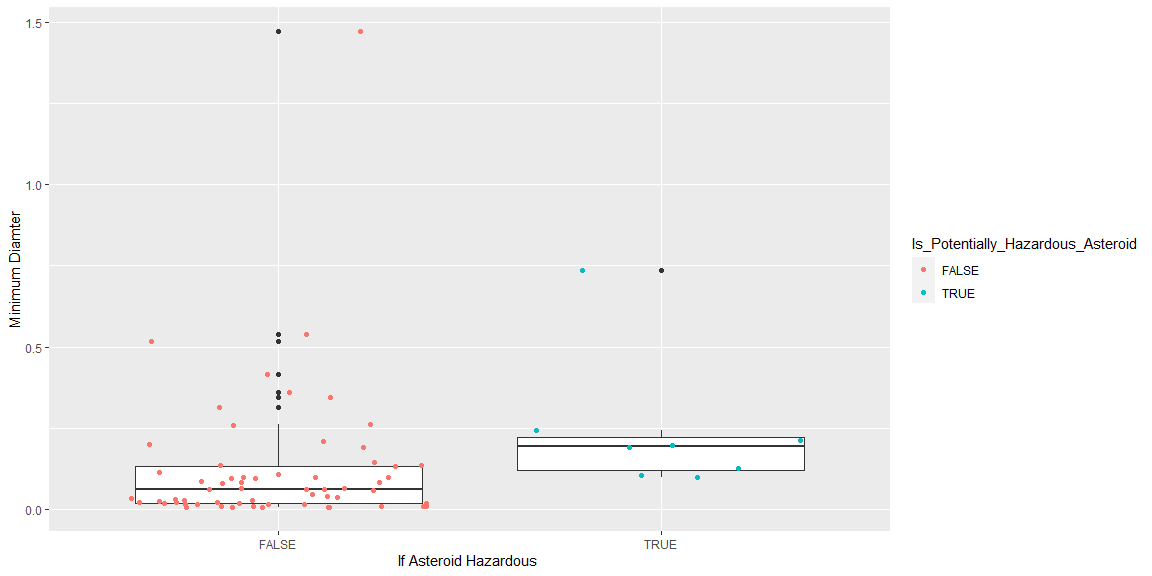 1.5
1.0
0.5
0.0
Minimum Diamter
FALSE
TRUE
If Asteroid Hazardous
Is_Potentially_Hazardous_Asteroid
FALSE
TRUE